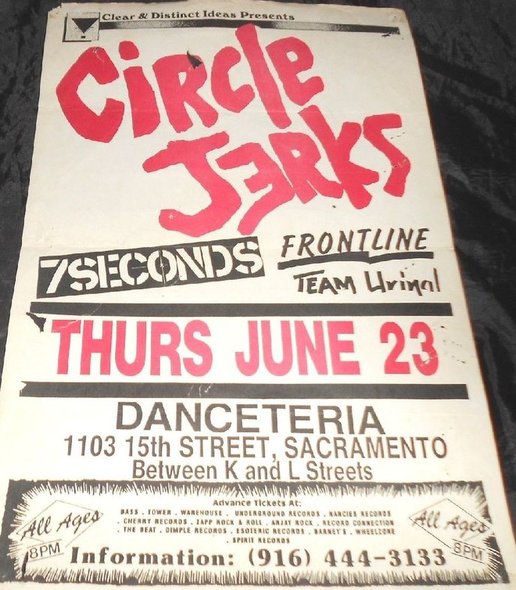 Clear & Distinct Ideas Presents
CiRcle
JERKS
7SECONDS
FRONTLINE
TEAM Urinal
THURS JUNE 23
DANCETERIA
1103 15th STREET, SACRAMENTO
Between K and L Streets
Advance Tickets At:
BASS . TOWER . WAREHOUSE . UNDERGROUND RECORDS . NANCIES RECORDS
. CHERRY RECORDS . ZAPP ROCK & ROLL . ANJAY ROCK . RECORD CONNECTION
. THE BEAT . DIMPLE RECORDS . ESOTERIC RECORDS . BARNEY'S . WHEELCORE
. SPIRIT RECORDS
All Ages
8PM
All Ages
8PM
Information: (916) 444-3133